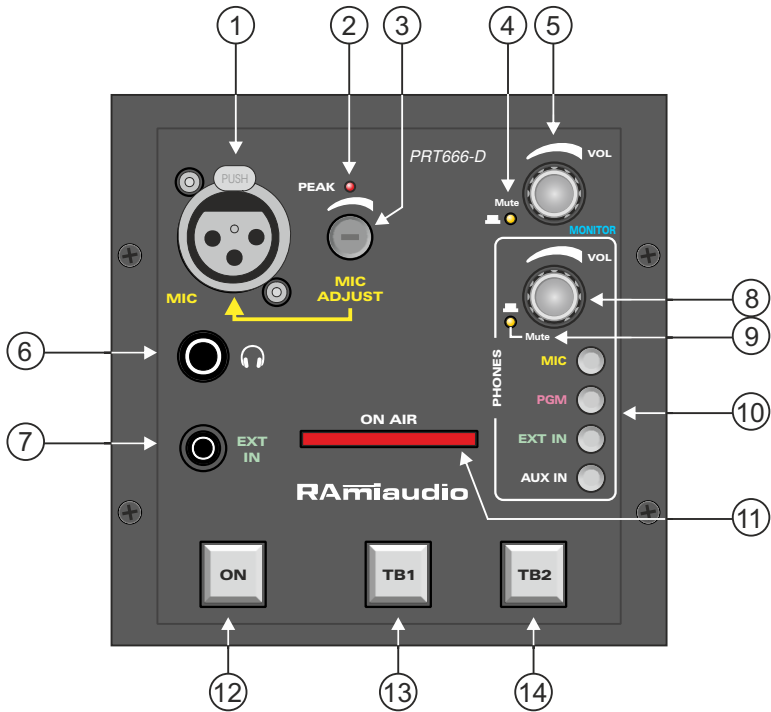 1 2 3 4 5
PUSH
PRT666-D
PEAK
VOL
Mute
MONITOR
MIC
MIC
ADJUST
VOL
Mute
8
9
6
PHONES
MIC
PGM
EXT IN
AUX IN
10
7
EXT
IN
ON AIR
RAmiaudio
11
ON
TB1
TB2
12 13 14